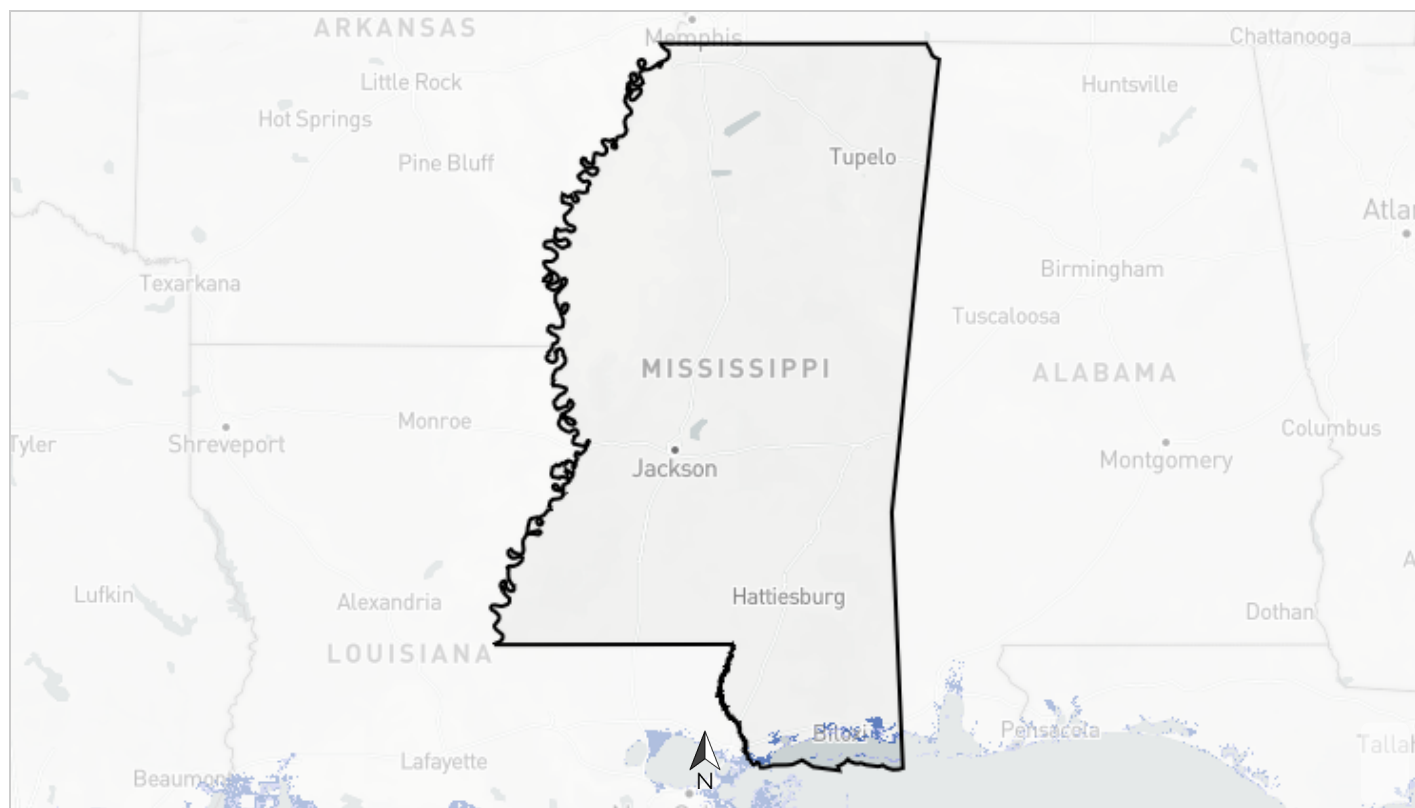 ARKANSAS
Memphis
Chattanooga
Little Rock
Huntsville
Hot Springs
Pine Bluff
Tupelo
Atlar
Birmingham
Texarkana
Tuscaloosa
MISSISSIPPI
ALABAMA
Monroe
Columbus
Tyler
Shreveport
Montgomery
Jackson
Lufkin
Alexandria
Hattiesburg
Dothan
LOUISIANA
Biloxi
Pensacola
Tallah
Lafayette
Beaumont
N